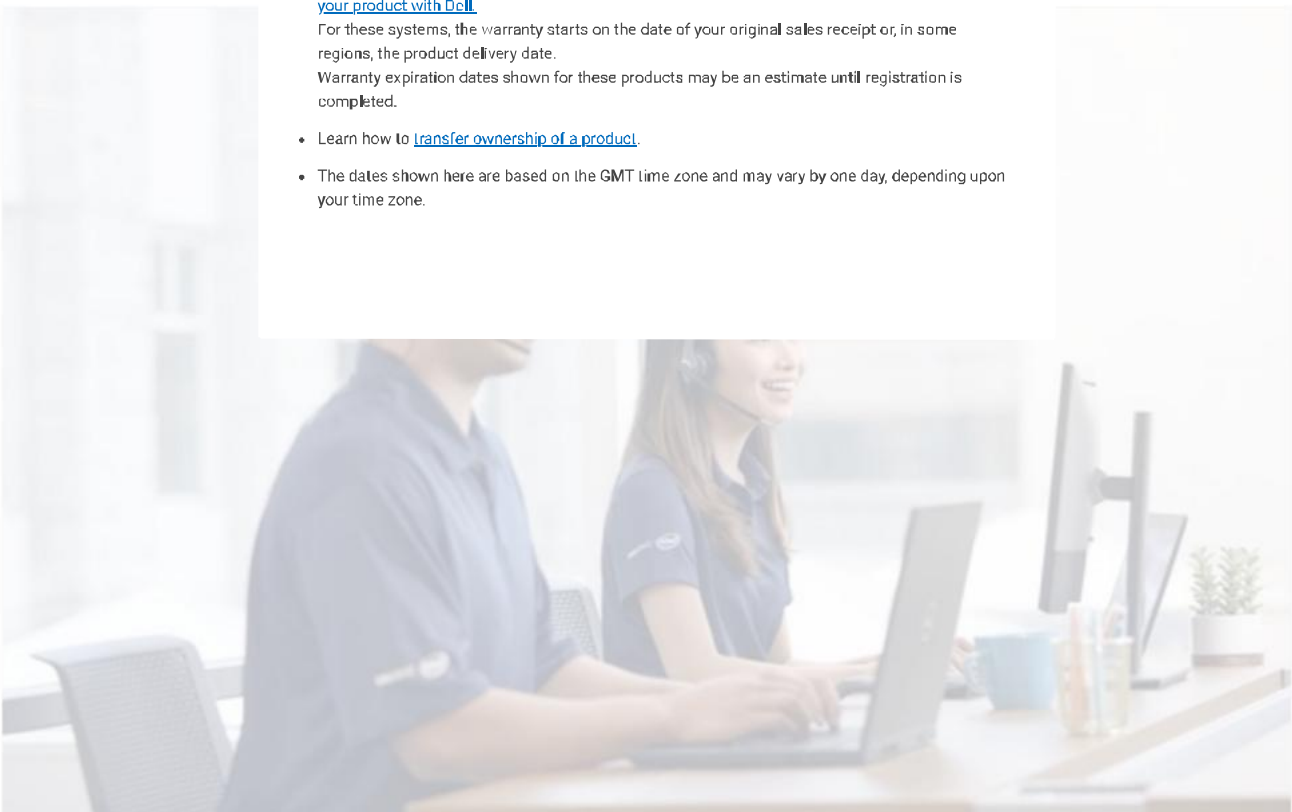 your product with Dell.
For these systems, the warranty starts on the date of your original sales receipt or, in some
regions, the product delivery date.
Warranty expiration dates shown for these products may be an estimate until registration is
completed.
• Learn how to transfer ownership of a product.
• The dates shown here are based on the GMT time zone and may vary by one day, depending upon
your time zone.